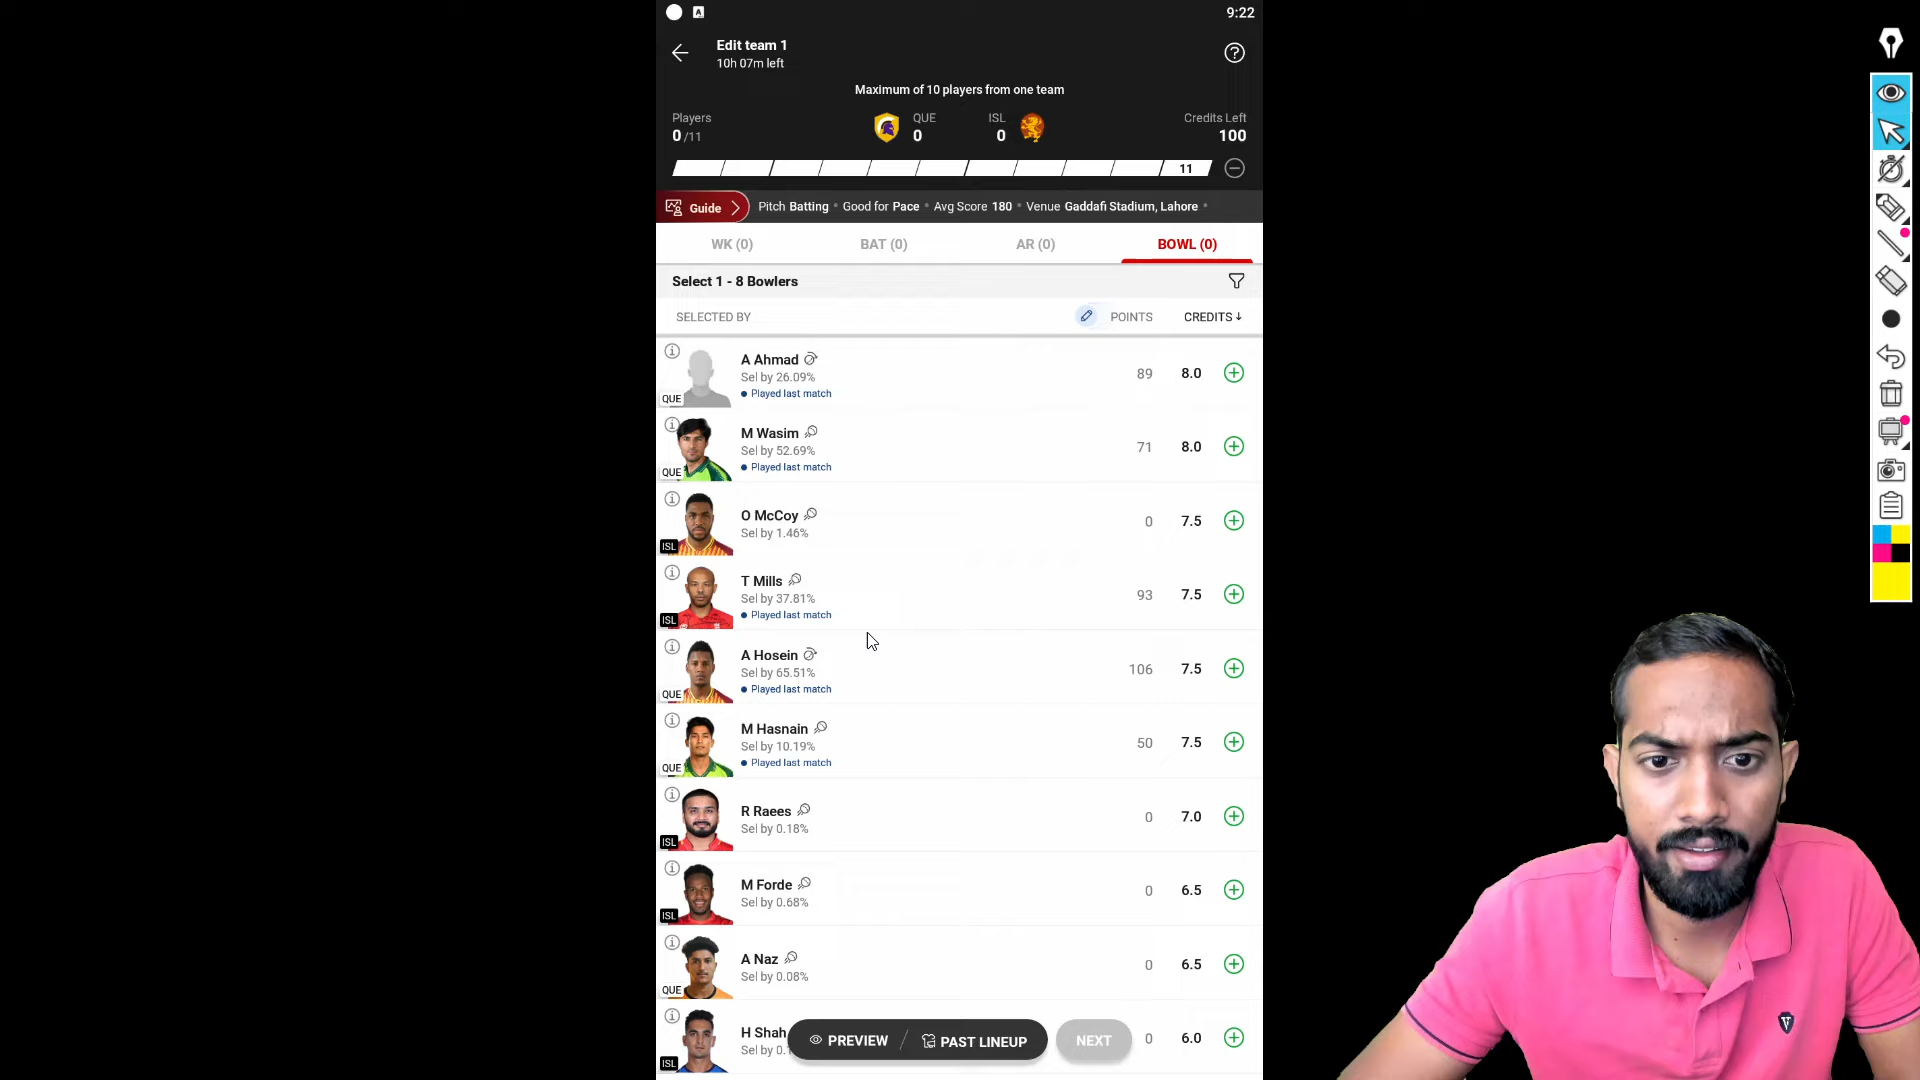 9:22
Edit team 1
10h 07m left
Maximum of 10 players from one team
Players
0 /11
QUE
0
ISL
0
Credits Left
100
11
Guide
Pitch Batting • Good for Pace • Avg Score 180 • Venue Gaddafi Stadium, Lahore •
WK (0) BAT (0) AR (0) BOWL (0)
Select 1 - 8 Bowlers
SELECTED BY POINTS CREDITS↓
A Ahmad
Sel by 26.09%
Played last match
QUE
89 8.0
M Wasim
Sel by 52.69%
Played last match
QUE
71 8.0
O McCoy
Sel by 1.46%
ISL
0 7.5
T Mills
Sel by 37.81%
Played last match
ISL
93 7.5
A Hosein
Sel by 65.51%
Played last match
QUE
106 7.5
M Hasnain
Sel by 10.19%
Played last match
QUE
50 7.5
R Raees
Sel by 0.18%
ISL
0 7.0
M Forde
Sel by 0.68%
ISL
0 6.5
A Naz
Sel by 0.08%
QUE
0 6.5
H Shah
Sel by
ISL
0 6.0
PREVIEW / PAST LINEUP
NEXT